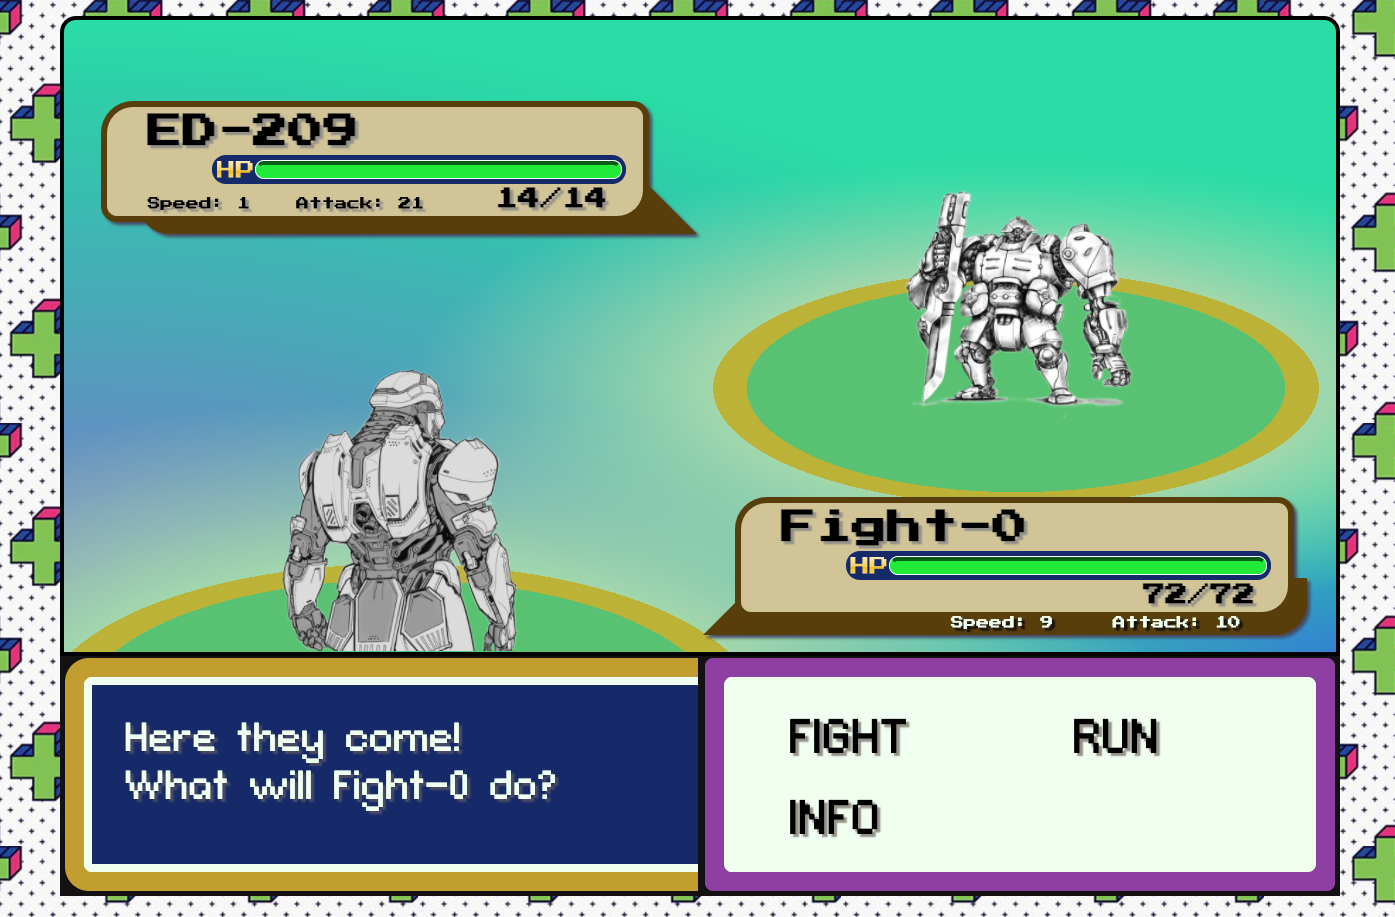 ED-209
HP
Speed: 1 Attack: 21 14/14
Fight-0
HP
72/72
Speed: 9 Attack: 10
Here they come!
What will Fight-0 do?
FIGHT RUN
INFO